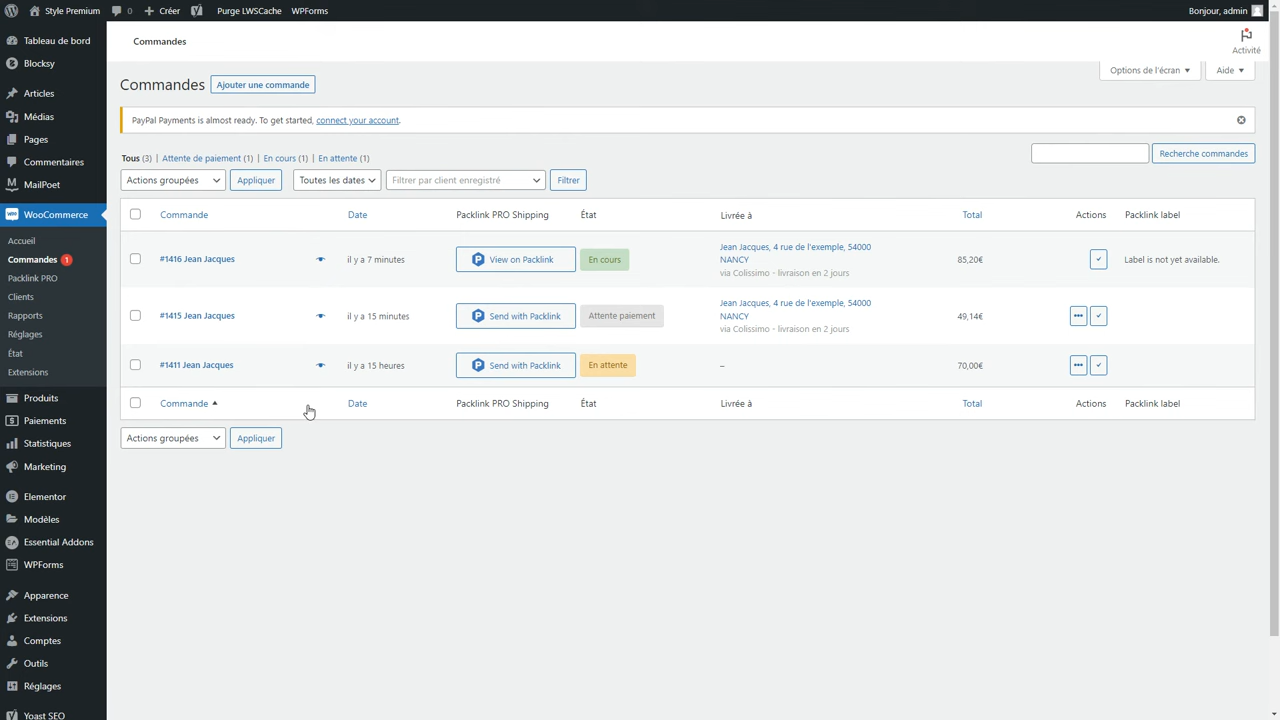 Style Premium 0 Créer Purge LWSCache WPForms Bonjour, admin
Tableau de bord
Blocksy
Articles
Médias
Pages
Commentaires
MailPoet
WooCommerce
Accueil
Commandes 1
Packlink PRO
Clients
Rapports
Réglages
État
Extensions
Produits
Paiements
Statistiques
Marketing
Elementor
Modèles
Essential Addons
WPForms
Apparence
Extensions
Comptes
Outils
Réglages
Yoast SEO
Commandes
Activité
Options de l'écran Aide
Commandes Ajouter une commande
PayPal Payments is almost ready. To get started, connect your account.
Tous (3) | Attente de paiement (1) | En cours (1) | En attente (1)
Recherche commandes
Actions groupées Appliquer Toutes les dates Filtrer par client enregistré Filtrer
Commande Date Packlink PRO Shipping État Livrée à Total Actions Packlink label
#1416 Jean Jacques il y a 7 minutes View on Packlink En cours Jean Jacques, 4 rue de l'exemple, 54000 85,20€ Label is not yet available.
NANCY
via Colissimo - livraison en 2 jours
#1415 Jean Jacques il y a 15 minutes Send with Packlink Attente paiement Jean Jacques, 4 rue de l'exemple, 54000 49,14€
NANCY
via Colissimo - livraison en 2 jours
#1411 Jean Jacques il y a 15 heures Send with Packlink En attente – 70,00€
Commande Date Packlink PRO Shipping État Livrée à Total Actions Packlink label
Actions groupées Appliquer